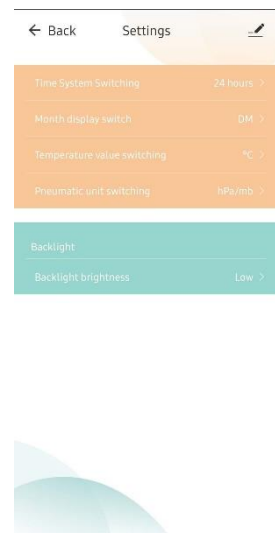 Back Settings
Time System Switching 24 hours
Month display switch DM
Temperature value switching °C
Pneumatic unit switching hPa/mb
Backlight
Backlight brightness Low